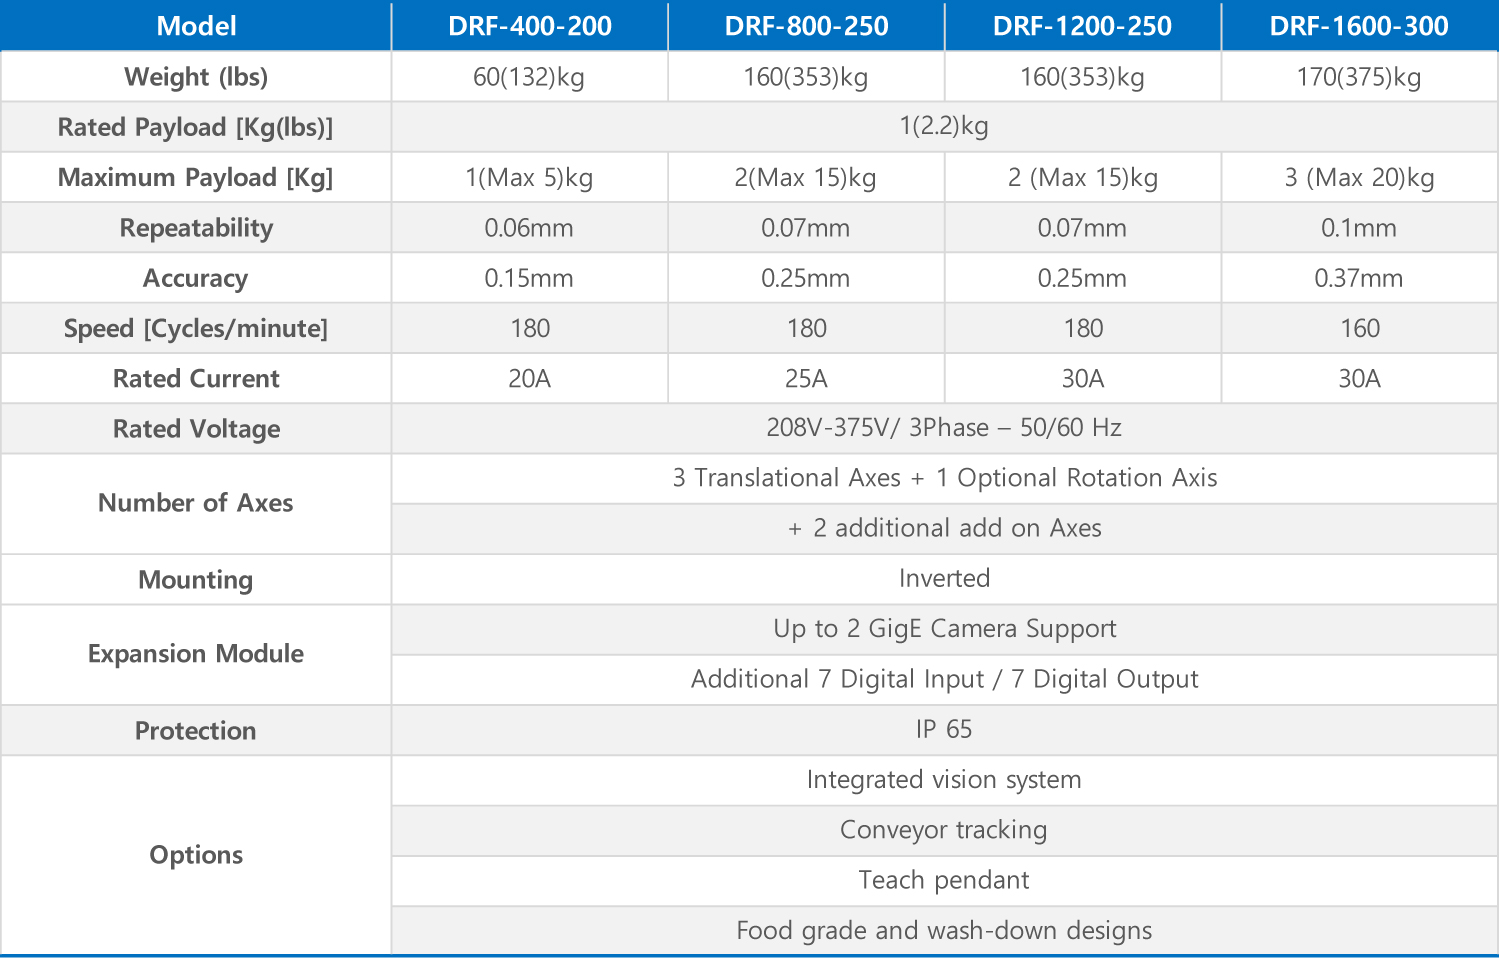 Model DRF-400-200 DRF-800-250 DRF-1200-250 DRF-1600-300
Weight (lbs) 60(132)kg 160(353)kg 160(353)kg 170(375)kg
Rated Payload [Kg(lbs)] 1(2.2)kg
Maximum Payload [Kg] 1(Max 5)kg 2(Max 15)kg 2 (Max 15)kg 3 (Max 20)kg
Repeatability 0.06mm 0.07mm 0.07mm 0.1mm
Accuracy 0.15mm 0.25mm 0.25mm 0.37mm
Speed [Cycles/minute] 180 180 180 160
Rated Current 20A 25A 30A 30A
Rated Voltage 208V-375V/ 3Phase – 50/60 Hz
Number of Axes
3 Translational Axes + 1 Optional Rotation Axis
+ 2 additional add on Axes
Mounting Inverted
Expansion Module
Up to 2 GigE Camera Support
Additional 7 Digital Input / 7 Digital Output
Protection IP 65
Options
Integrated vision system
Conveyor tracking
Teach pendant
Food grade and wash-down designs